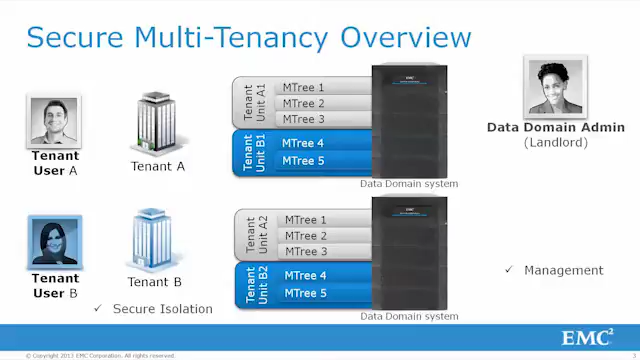 Secure Multi-Tenancy Overview
Tenant
User A
Tenant A
Tenant
Unit A1
MTree 1
MTree 2
MTree 3
Tenant
Unit B1
MTree 4
MTree 5
EMC²
Data Domain system
Data Domain Admin
(Landlord)
Tenant
User B
Tenant B
Tenant
Unit A2
MTree 1
MTree 2
MTree 3
Tenant
Unit B2
MTree 4
MTree 5
Data Domain system
✓ Secure Isolation
✓ Management
EMC²
© Copyright 2013 EMC Corporation. All rights reserved.
3